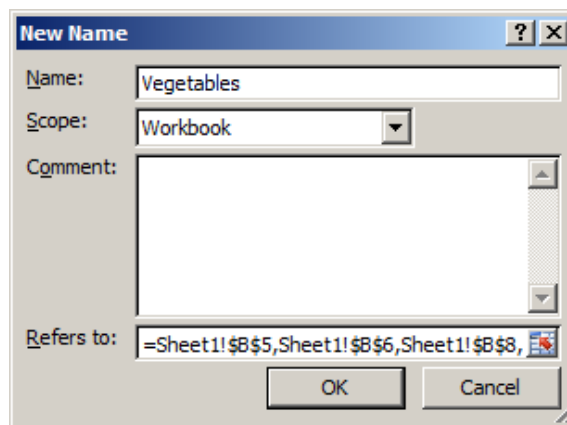 New Name
Name: Vegetables
Scope: Workbook
Comment:
Refers to: =Sheet1!$B$5,Sheet1!$B$6,Sheet1!$B$8,
OK Cancel